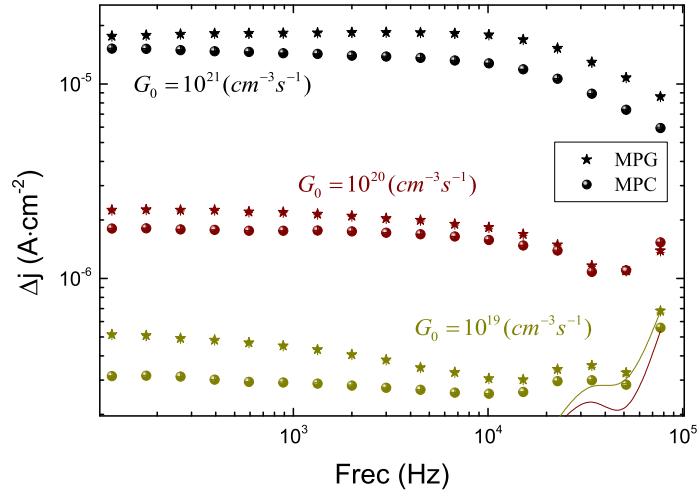 10⁻⁵
G₀ = 10²¹ (cm⁻³s⁻¹)
MPG
MPC
G₀ = 10²⁰ (cm⁻³s⁻¹)
Δj (A·cm⁻²)
10⁻⁶
G₀ = 10¹⁹ (cm⁻³s⁻¹)
10³ 10⁴ 10⁵
Frec (Hz)